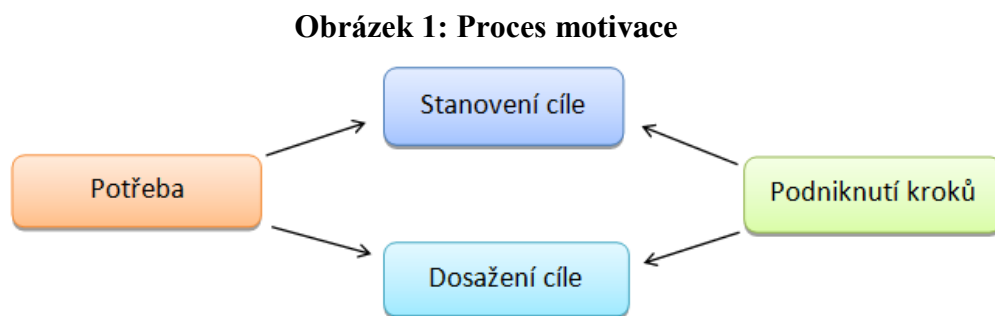 Obrázek 1: Proces motivace
Stanovení cíle
Potřeba
Podniknutí kroků
Dosažení cíle